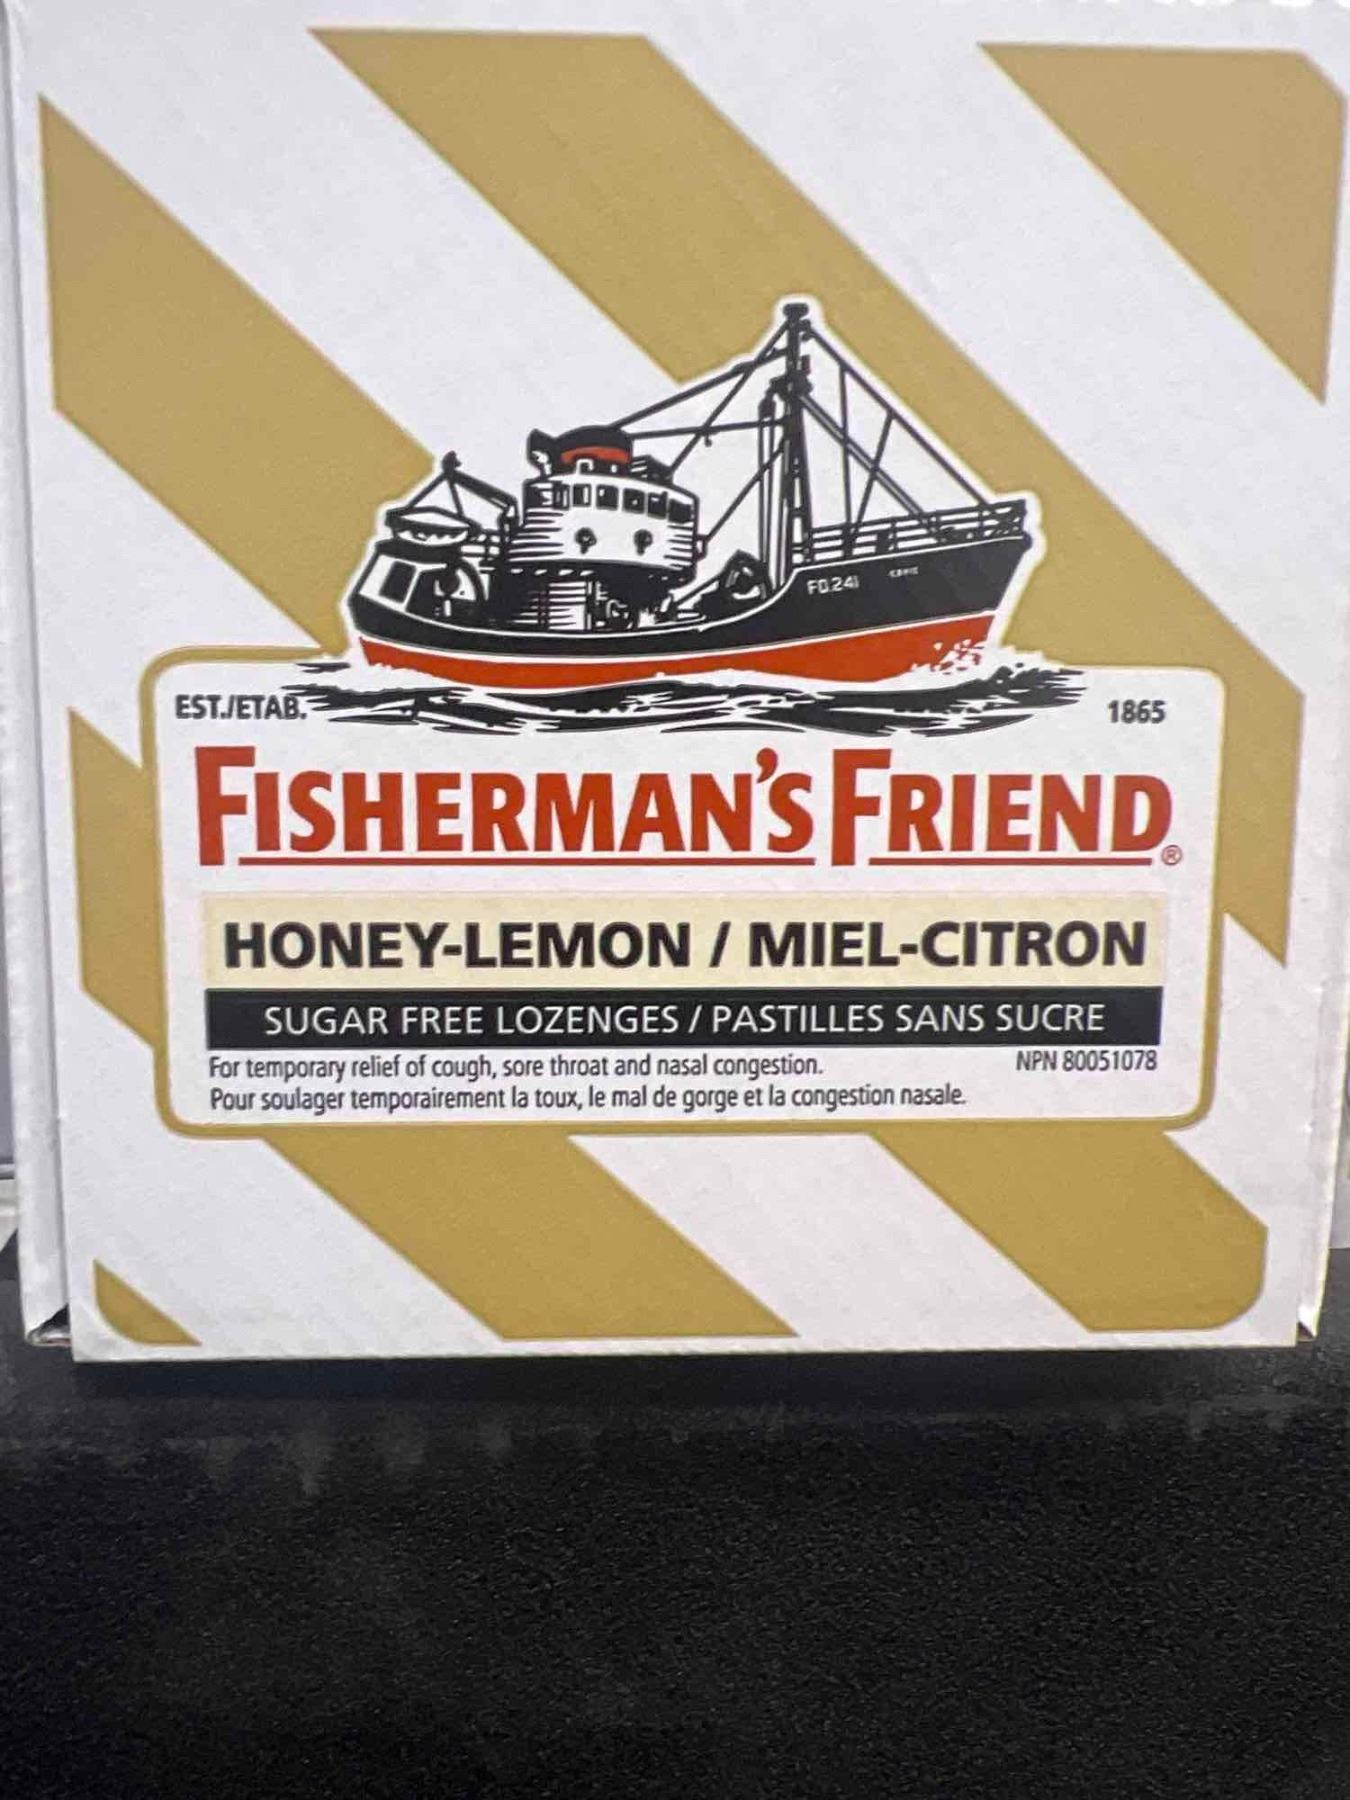 FD.241
EST./ETAB.
1865
FISHERMAN'S FRIEND®
HONEY-LEMON / MIEL-CITRON
SUGAR FREE LOZENGES / PASTILLES SANS SUCRE
For temporary relief of cough, sore throat and nasal congestion.
NPN 80051078
Pour soulager temporairement la toux, le mal de gorge et la congestion nasale.